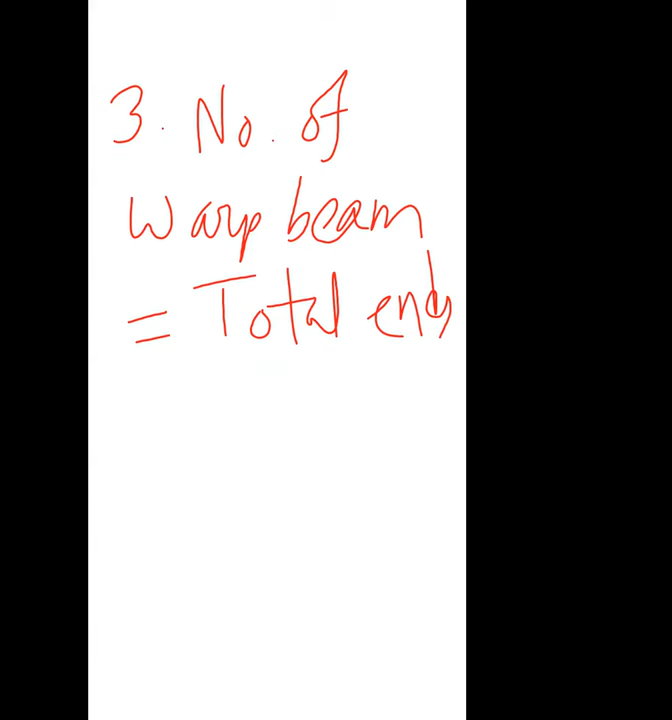 3. No. of
Warp beam
= Total ends